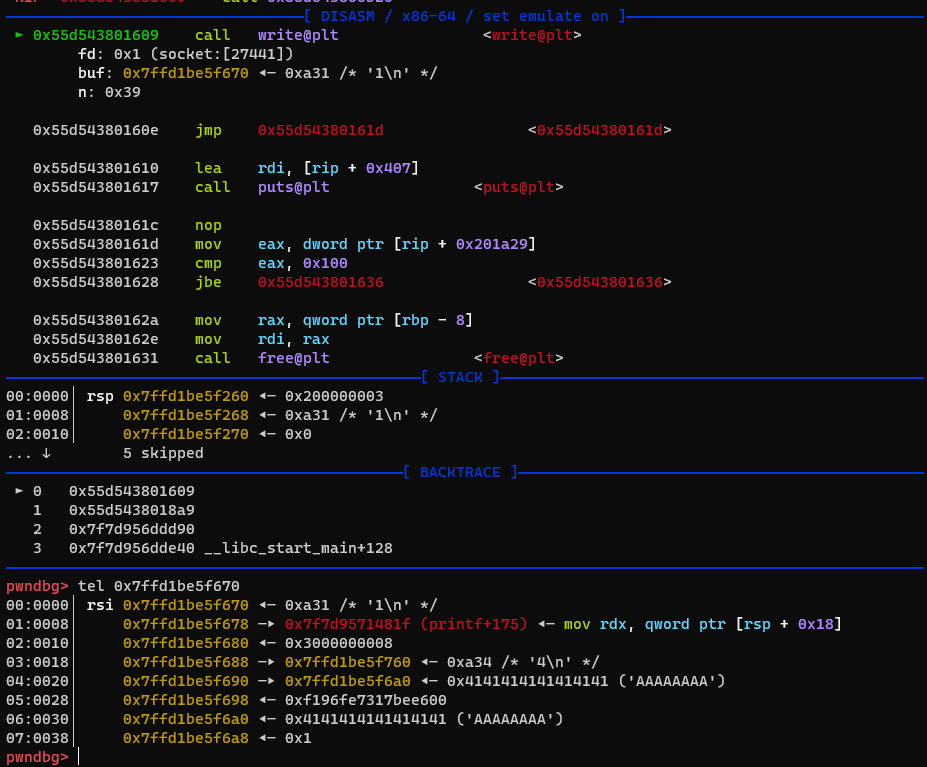 [ DISASM / x86-64 / set emulate on ]
► 0x55d543801609 call write@plt <write@plt>
fd: 0x1 (socket:[27441])
buf: 0x7ffd1be5f670 ◂— 0xa31 /* '1\n' */
n: 0x39
0x55d54380160e jmp 0x55d54380161d <0x55d54380161d>
0x55d543801610 lea rdi, [rip + 0x407]
0x55d543801617 call puts@plt <puts@plt>
0x55d54380161c nop
0x55d54380161d mov eax, dword ptr [rip + 0x201a29]
0x55d543801623 cmp eax, 0x100
0x55d543801628 jbe 0x55d543801636 <0x55d543801636>
0x55d54380162a mov rax, qword ptr [rbp - 8]
0x55d54380162e mov rdi, rax
0x55d543801631 call free@plt <free@plt>
[ STACK ]
00:0000│ rsp 0x7ffd1be5f260 ◂— 0x200000003
01:0008│ 0x7ffd1be5f268 ◂— 0xa31 /* '1\n' */
02:0010│ 0x7ffd1be5f270 ◂— 0x0
... ↓ 5 skipped
[ BACKTRACE ]
► 0 0x55d543801609
1 0x55d5438018a9
2 0x7f7d956ddd90
3 0x7f7d956dde40 __libc_start_main+128
pwndbg> tel 0x7ffd1be5f670
00:0000│ rsi 0x7ffd1be5f670 ◂— 0xa31 /* '1\n' */
01:0008│ 0x7ffd1be5f678 —▸ 0x7f7d9571481f (printf+175) ◂— mov rdx, qword ptr [rsp + 0x18]
02:0010│ 0x7ffd1be5f680 ◂— 0x3000000008
03:0018│ 0x7ffd1be5f688 —▸ 0x7ffd1be5f760 ◂— 0xa34 /* '4\n' */
04:0020│ 0x7ffd1be5f690 —▸ 0x7ffd1be5f6a0 ◂— 0x4141414141414141 ('AAAAAAAA')
05:0028│ 0x7ffd1be5f698 ◂— 0xf196fe7317bee600
06:0030│ 0x7ffd1be5f6a0 ◂— 0x4141414141414141 ('AAAAAAAA')
07:0038│ 0x7ffd1be5f6a8 ◂— 0x1
pwndbg>